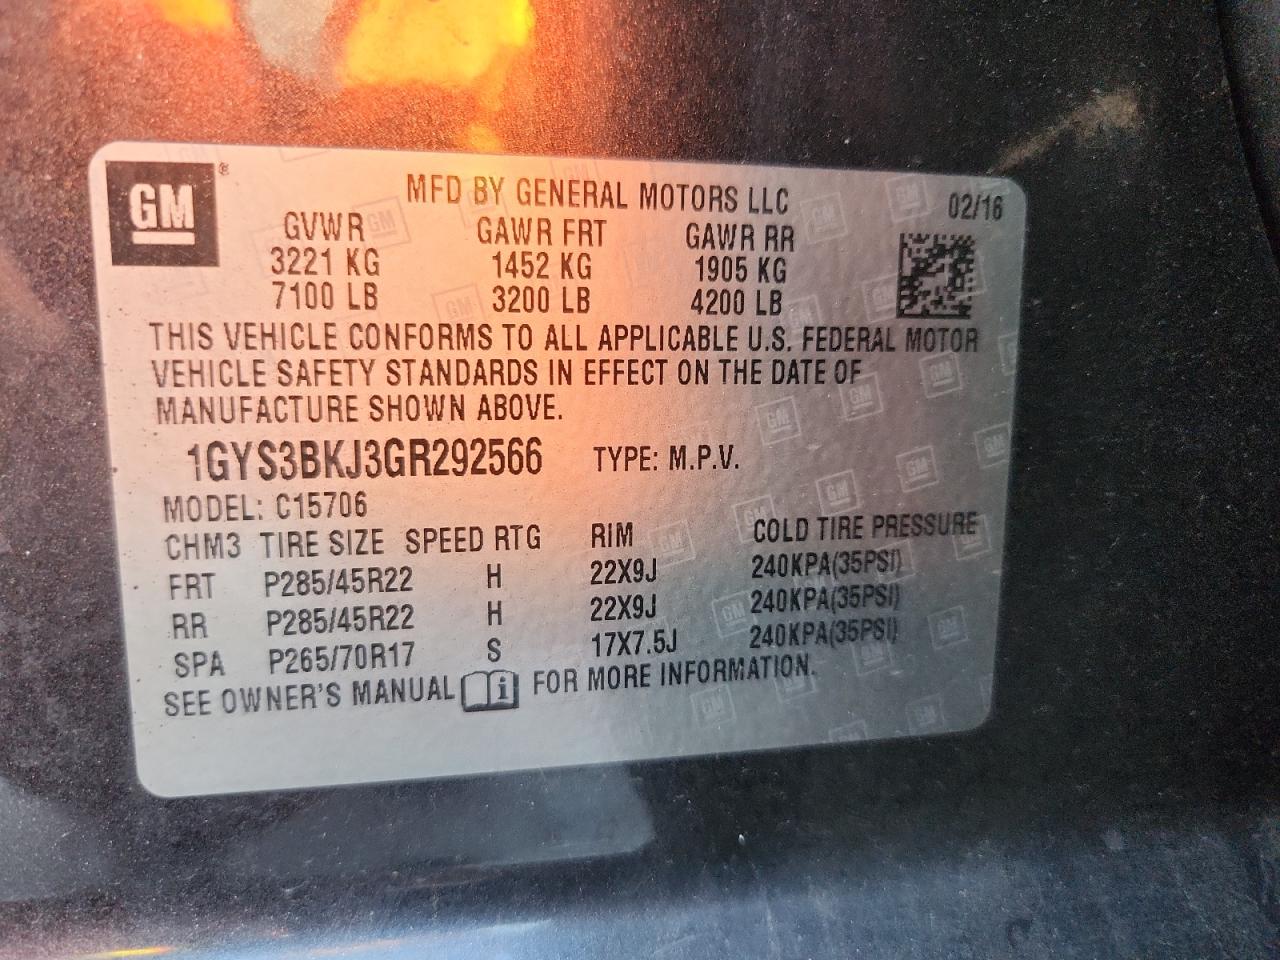 GM®
MFD BY GENERAL MOTORS LLC 02/16
GVWR GAWR FRT GAWR RR
3221 KG 1452 KG 1905 KG
7100 LB 3200 LB 4200 LB
THIS VEHICLE CONFORMS TO ALL APPLICABLE U.S. FEDERAL MOTOR
VEHICLE SAFETY STANDARDS IN EFFECT ON THE DATE OF
MANUFACTURE SHOWN ABOVE.
1GYS3BKJ3GR292566 TYPE: M.P.V.
MODEL: C15706
CHM3 TIRE SIZE SPEED RTG RIM COLD TIRE PRESSURE
FRT P285/45R22 H 22X9J 240KPA(35PSI)
RR P285/45R22 H 22X9J 240KPA(35PSI)
SPA P265/70R17 S 17X7.5J 240KPA(35PSI)
SEE OWNER'S MANUAL i FOR MORE INFORMATION.